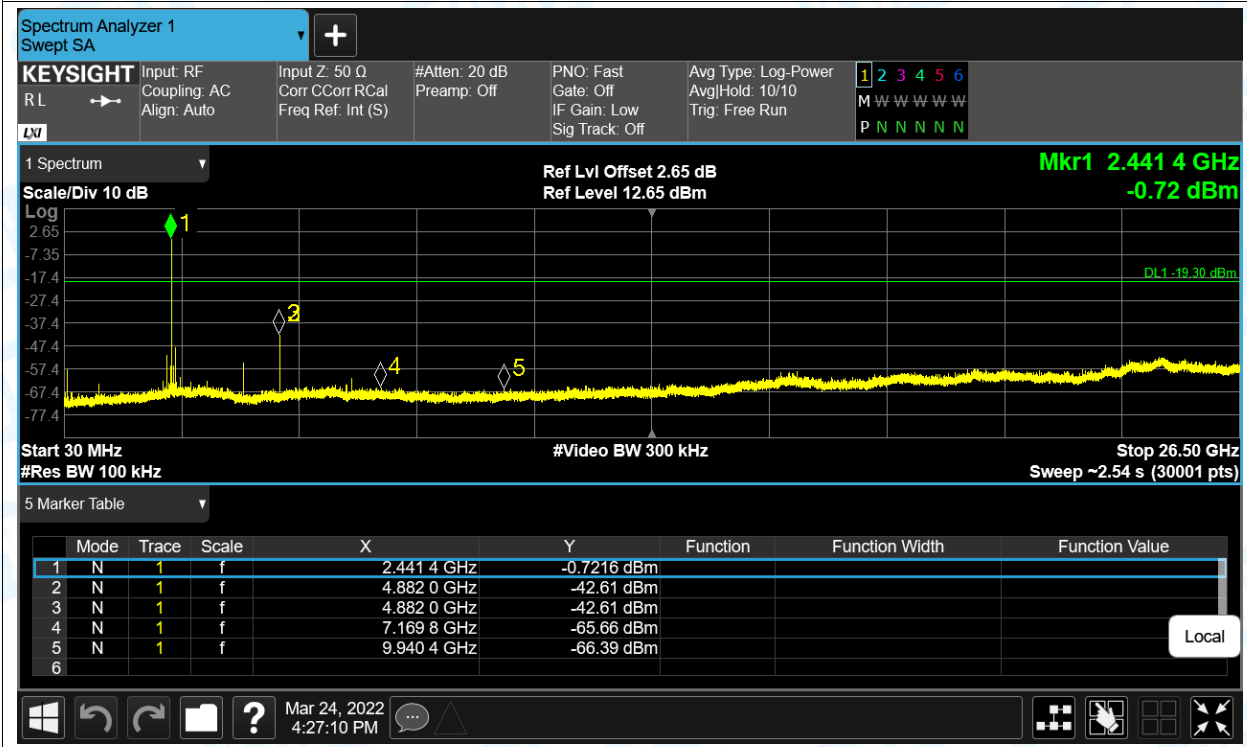 Spectrum Analyzer 1
Swept SA
+
KEYSIGHT
R L
LXI
Input: RF
Coupling: AC
Align: Auto
Input Z: 50 Ω
Corr CCorr RCal
Freq Ref: Int (S)
#Atten: 20 dB
Preamp: Off
PNO: Fast
Gate: Off
IF Gain: Low
Sig Track: Off
Avg Type: Log-Power
Avg|Hold: 10/10
Trig: Free Run
1 2 3 4 5 6
M W W W W W
P N N N N N
1 Spectrum
Scale/Div 10 dB
Ref Lvl Offset 2.65 dB
Ref Level 12.65 dBm
Mkr1 2.441 4 GHz
-0.72 dBm
Log
2.65
-7.35
-17.4
-27.4
-37.4
-47.4
-57.4
-67.4
-77.4
1
3
4
5
DL1 -19.30 dBm
Start 30 MHz
#Video BW 300 kHz
Stop 26.50 GHz
#Res BW 100 kHz
Sweep ~2.54 s (30001 pts)
5 Marker Table
Mode Trace Scale X Y Function Function Width Function Value
1 N 1 f 2.441 4 GHz -0.7216 dBm
2 N 1 f 4.882 0 GHz -42.61 dBm
3 N 1 f 4.882 0 GHz -42.61 dBm
4 N 1 f 7.169 8 GHz -65.66 dBm
5 N 1 f 9.940 4 GHz -66.39 dBm
6
Local
?
Mar 24, 2022
4:27:10 PM